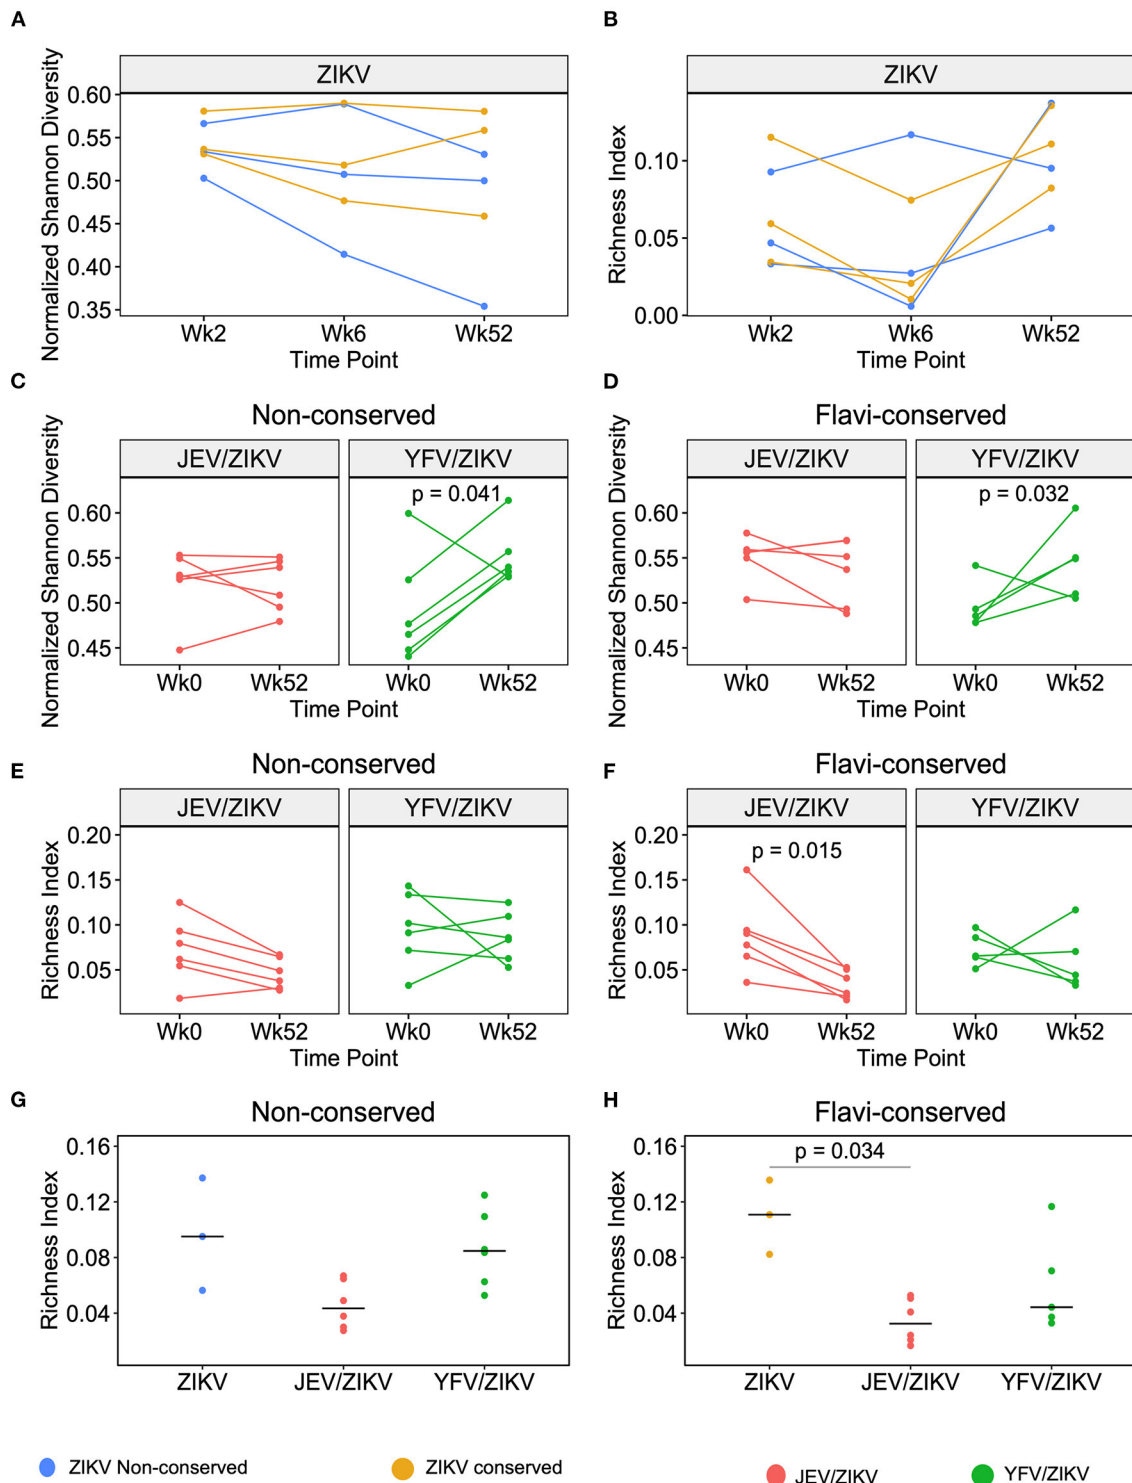 A
B
ZIKV
ZIKV
Normalized Shannon Diversity
0.60
0.55
0.50
0.45
0.40
0.35
Wk2 Wk6 Wk52
Time Point
Richness Index
0.10
0.05
0.00
Wk2 Wk6 Wk52
Time Point
C
D
Non-conserved
Flavi-conserved
JEV/ZIKV YFV/ZIKV
p = 0.041
Normalized Shannon Diversity
0.60
0.55
0.50
0.45
Wk0 Wk52 Wk0 Wk52
Time Point
JEV/ZIKV YFV/ZIKV
p = 0.032
Normalized Shannon Diversity
0.60
0.55
0.50
0.45
Wk0 Wk52 Wk0 Wk52
Time Point
E
F
Non-conserved
Flavi-conserved
JEV/ZIKV YFV/ZIKV
Richness Index
0.20
0.15
0.10
0.05
Wk0 Wk52 Wk0 Wk52
Time Point
JEV/ZIKV YFV/ZIKV
p = 0.015
Richness Index
0.20
0.15
0.10
0.05
Wk0 Wk52 Wk0 Wk52
Time Point
G
H
Non-conserved
Flavi-conserved
Richness Index
0.16
0.12
0.08
0.04
ZIKV JEV/ZIKV YFV/ZIKV
p = 0.034
Richness Index
0.16
0.12
0.08
0.04
ZIKV JEV/ZIKV YFV/ZIKV
ZIKV Non-conserved
ZIKV conserved
JEV/ZIKV
YFV/ZIKV